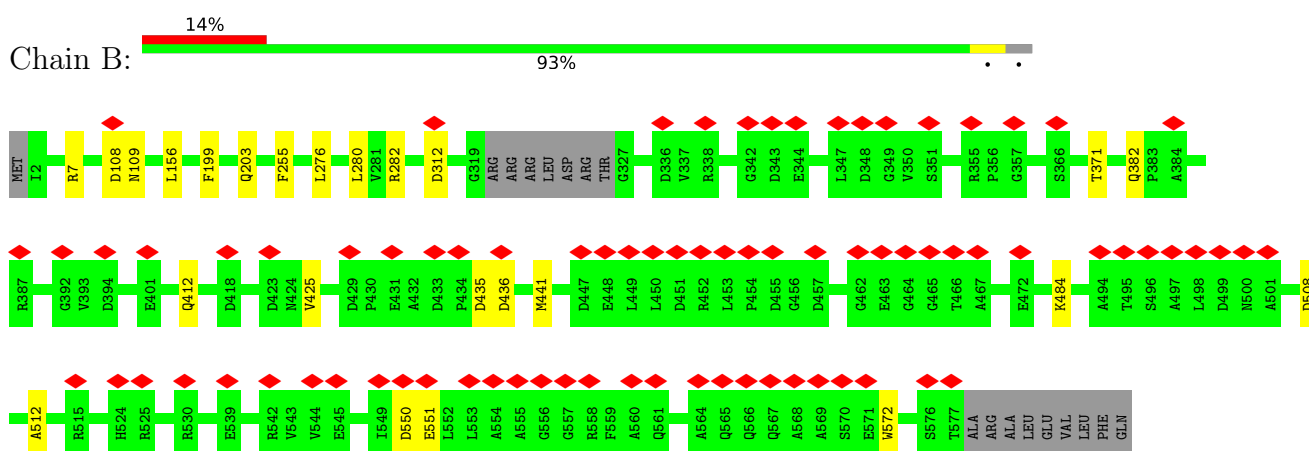 14%
Chain B:
93%
MET I2 R7 D108 N109 L156 F199 Q203 F255 L276 L280 V281 R282 D312 G319 ARG ARG ARG LEU ASP ARG THR G327 D336 V337 R338 G342 D343 E344 L347 D348 G349 V350 S351 R355 P356 G357 S366 T371 Q382 P383 A384
R387 G392 V393 D394 E401 Q412 D418 D423 N424 V425 D429 P430 E431 A432 D433 P434 D435 D436 M441 D447 E448 L449 L450 D451 R452 L453 P454 D455 G456 D457 G462 E463 G464 G465 T466 A467 E472 K484 A494 T495 S496 A497 L498 D499 N500 A501
A512 R515 H524 R525 R530 E539 R542 V543 V544 E545 I549 D550 E551 L552 L553 A554 A555 G556 G557 R558 F559 A560 Q561 A564 Q565 Q566 Q567 A568 A569 S570 E571 W572 S576 T577 ALA ARG ALA LEU GLU VAL LEU PHE GLN